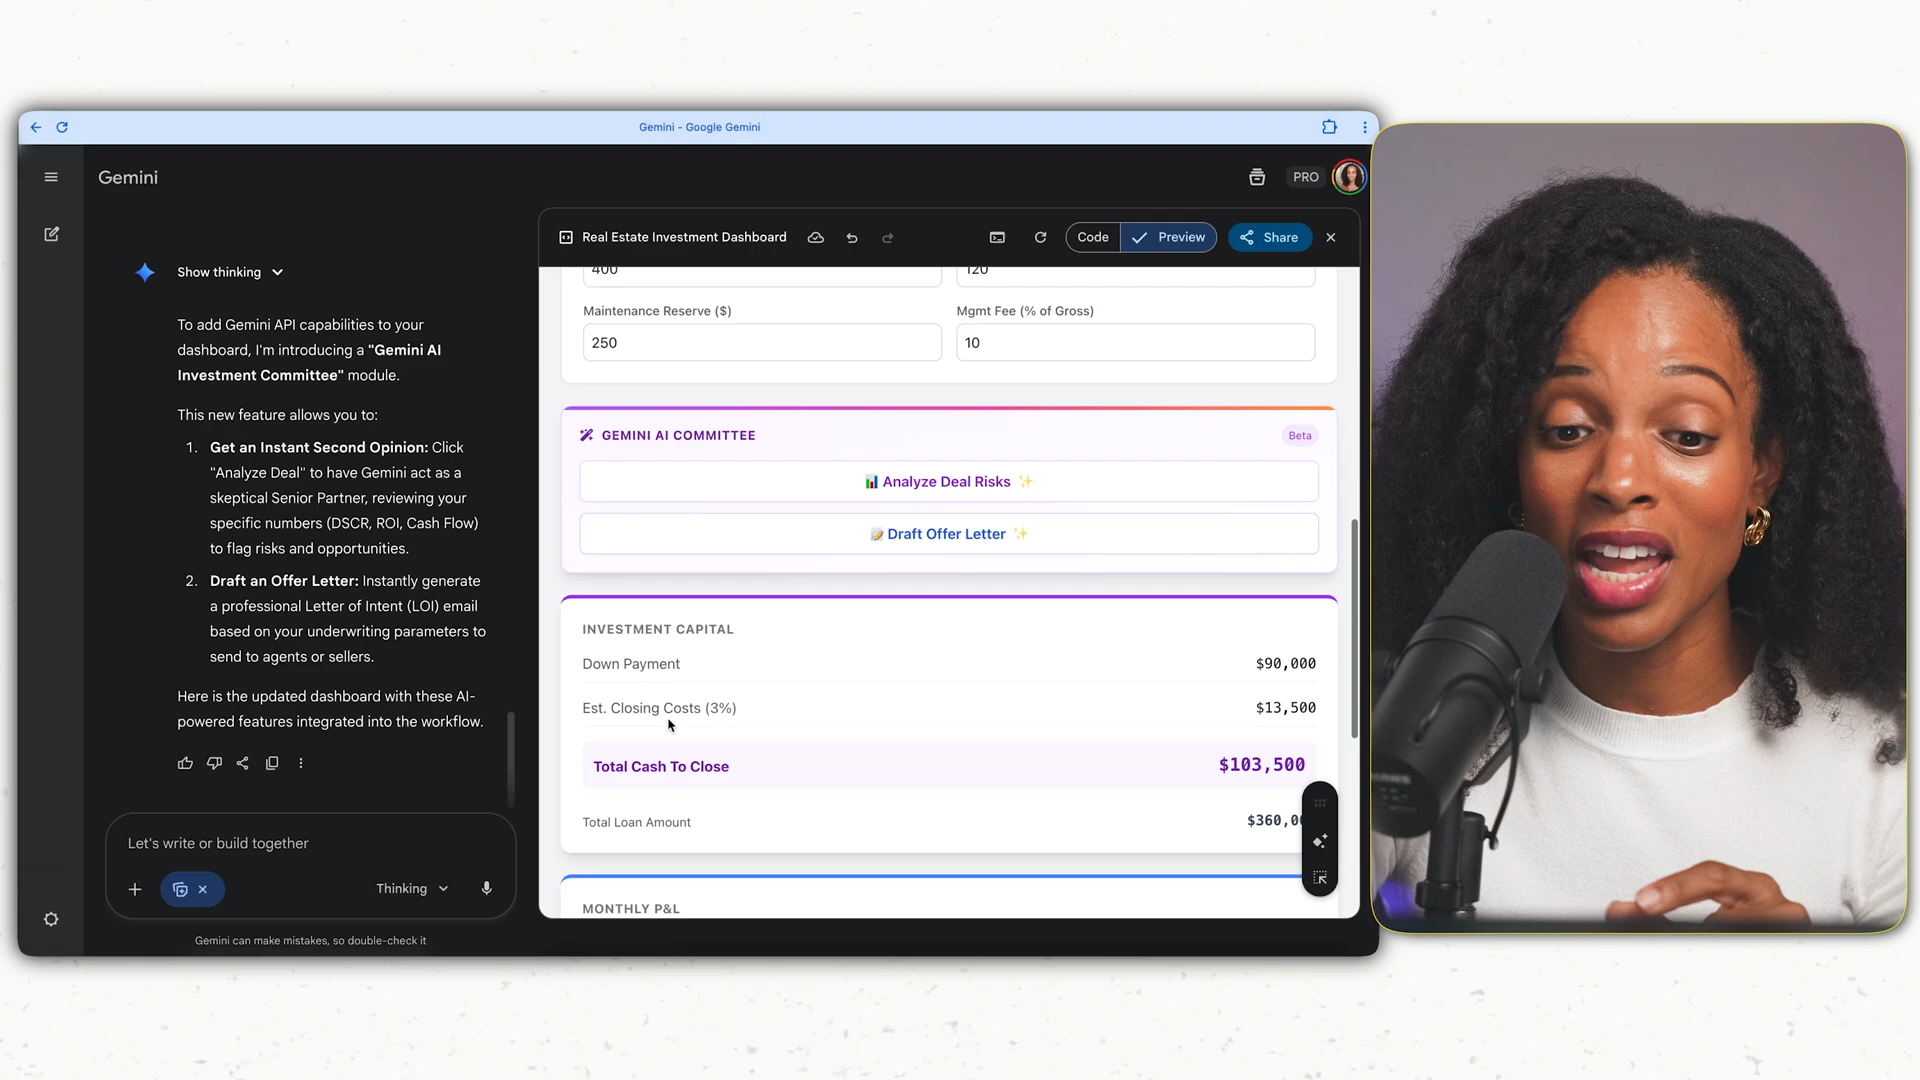 Gemini - Google Gemini
Gemini
PRO
Show thinking
To add Gemini API capabilities to your
dashboard, I'm introducing a "Gemini AI
Investment Committee" module.
This new feature allows you to:
1. Get an Instant Second Opinion: Click
"Analyze Deal" to have Gemini act as a
skeptical Senior Partner, reviewing your
specific numbers (DSCR, ROI, Cash Flow)
to flag risks and opportunities.
2. Draft an Offer Letter: Instantly generate
a professional Letter of Intent (LOI) email
based on your underwriting parameters to
send to agents or sellers.
Here is the updated dashboard with these AI-
powered features integrated into the workflow.
Let's write or build together
Thinking
Gemini can make mistakes, so double-check it
Real Estate Investment Dashboard
Code
Preview
Share
400
120
Maintenance Reserve ($)
Mgmt Fee (% of Gross)
250
10
GEMINI AI COMMITTEE
Beta
Analyze Deal Risks
Draft Offer Letter
INVESTMENT CAPITAL
Down Payment
$90,000
Est. Closing Costs (3%)
$13,500
Total Cash To Close
$103,500
Total Loan Amount
MONTHLY P&L